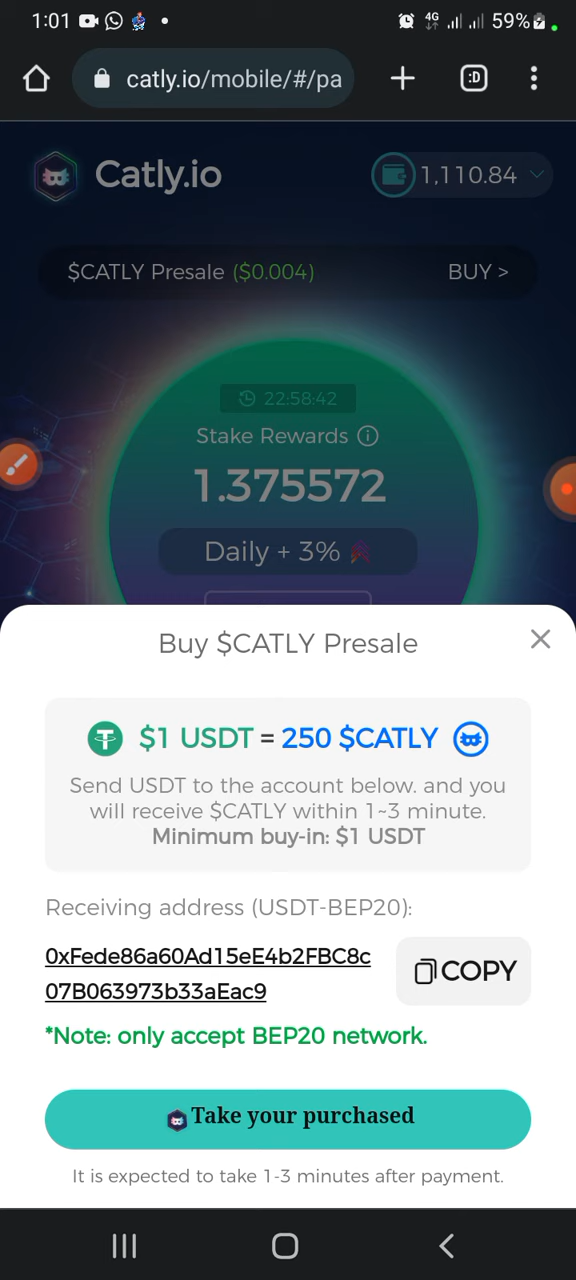 1:01
4G
59%
catly.io/mobile/#/pa
:D
Catly.io
1,110.84
$CATLY Presale ($0.004)
BUY >
22:58:42
Stake Rewards
1.375572
Daily + 3%
Buy $CATLY Presale
$1 USDT = 250 $CATLY
Send USDT to the account below. and you
will receive $CATLY within 1~3 minute.
Minimum buy-in: $1 USDT
Receiving address (USDT-BEP20):
0xFede86a60Ad15eE4b2FBC8c
07B063973b33aEac9
COPY
*Note: only accept BEP20 network.
Take your purchased
It is expected to take 1-3 minutes after payment.